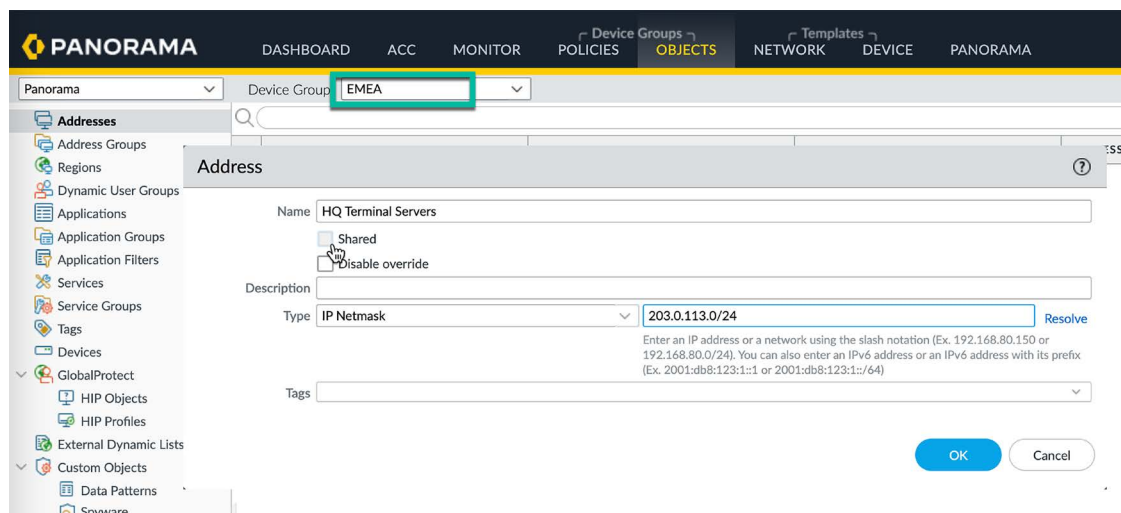 Device Groups
Templates
PANORAMA
DASHBOARD
ACC
MONITOR
POLICIES
OBJECTS
NETWORK
DEVICE
PANORAMA
Panorama
Device Group
EMEA
Addresses
Address Groups
Regions
Dynamic User Groups
Applications
Application Groups
Application Filters
Services
Service Groups
Tags
Devices
GlobalProtect
HIP Objects
HIP Profiles
External Dynamic Lists
Custom Objects
Data Patterns
Spyware
Address
Name
HQ Terminal Servers
Shared
Disable override
Description
Type
IP Netmask
203.0.113.0/24
Resolve
Enter an IP address or a network using the slash notation (Ex. 192.168.80.150 or
192.168.80.0/24). You can also enter an IPv6 address or an IPv6 address with its prefix
(Ex. 2001:db8:123:1::1 or 2001:db8:123:1::/64)
Tags
OK
Cancel